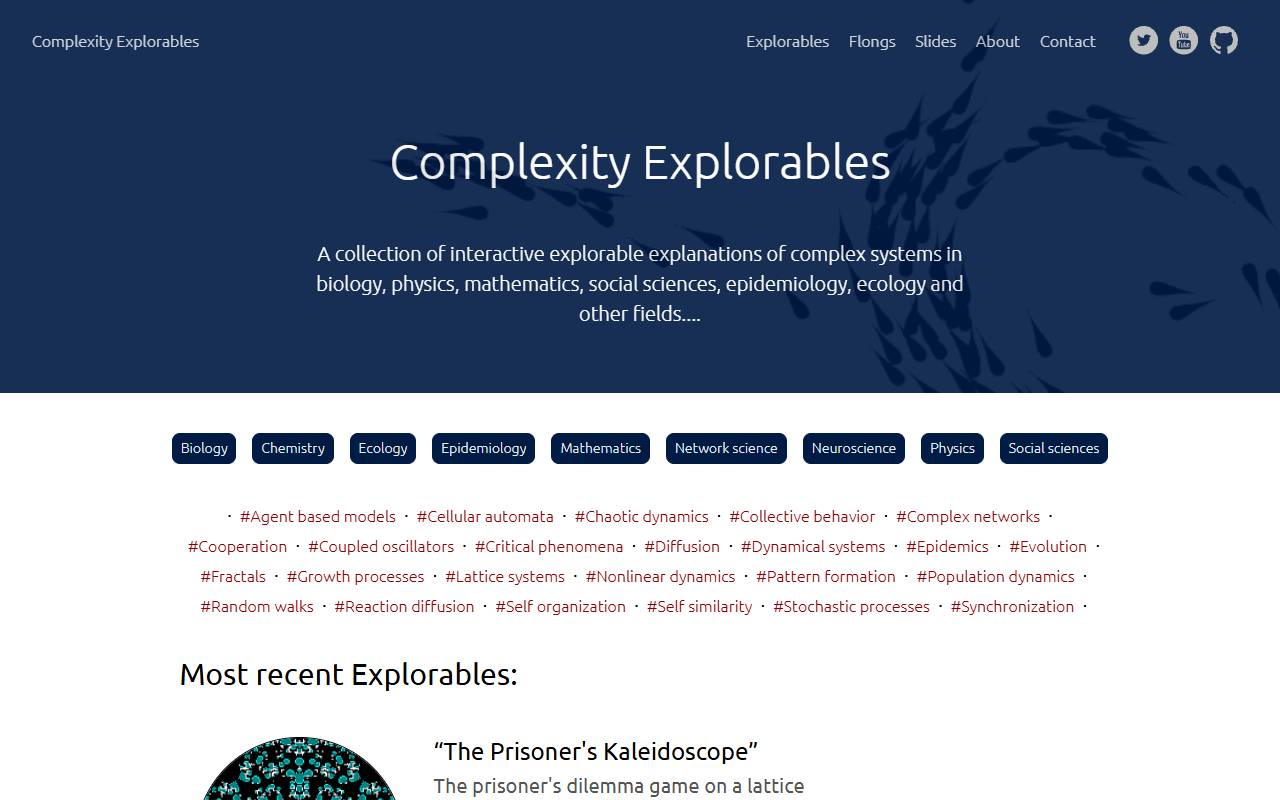 Complexity Explorables
Explorables Flongs Slides About Contact
You
Tube
Complexity Explorables
A collection of interactive explorable explanations of complex systems in
biology, physics, mathematics, social sciences, epidemiology, ecology and
other fields....
Biology Chemistry Ecology Epidemiology Mathematics Network science Neuroscience Physics Social sciences
· #Agent based models · #Cellular automata · #Chaotic dynamics · #Collective behavior · #Complex networks ·
#Cooperation · #Coupled oscillators · #Critical phenomena · #Diffusion · #Dynamical systems · #Epidemics · #Evolution ·
#Fractals · #Growth processes · #Lattice systems · #Nonlinear dynamics · #Pattern formation · #Population dynamics ·
#Random walks · #Reaction diffusion · #Self organization · #Self similarity · #Stochastic processes · #Synchronization ·
Most recent Explorables:
“The Prisoner's Kaleidoscope”
The prisoner's dilemma game on a lattice